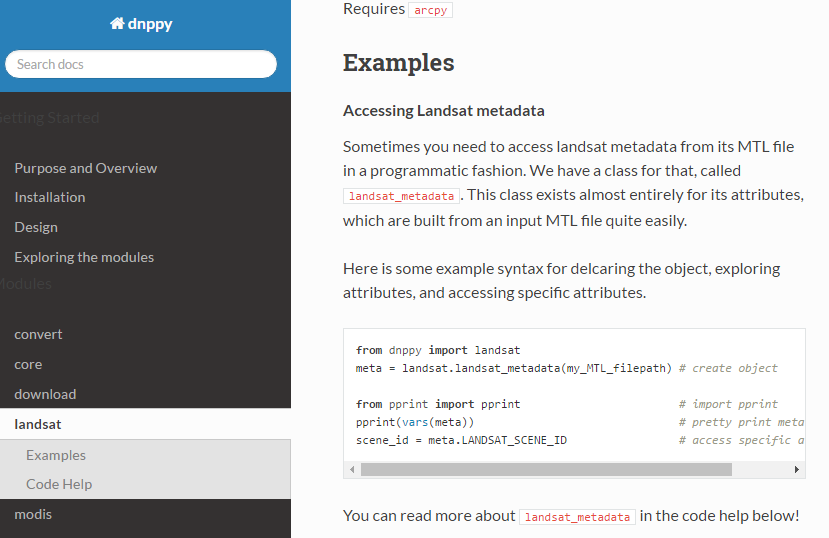 dnppy
Search docs
Getting Started
Purpose and Overview
Installation
Design
Exploring the modules
Modules
convert
core
download
landsat
Examples
Code Help
modis
Requires arcpy
Examples
Accessing Landsat metadata
Sometimes you need to access landsat metadata from its MTL file
in a programmatic fashion. We have a class for that, called
landsat_metadata. This class exists almost entirely for its attributes,
which are built from an input MTL file quite easily.
Here is some example syntax for delcaring the object, exploring
attributes, and accessing specific attributes.
from dnppy import landsat
meta = landsat.landsat_metadata(my_MTL_filepath) # create object
from pprint import pprint # import pprint
pprint(vars(meta)) # pretty print meta
scene_id = meta.LANDSAT_SCENE_ID # access specific a
You can read more about landsat_metadata in the code help below!